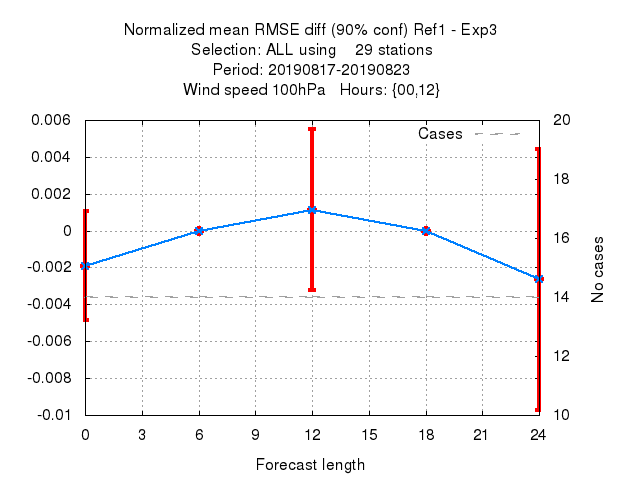 Normalized mean RMSE diff (90% conf) Ref1 - Exp3
Selection: ALL using    29 stations
Period: 20190817-20190823
Wind speed 100hPa   Hours: {00,12}
Cases
0.006
0.004
0.002
0
-0.002
-0.004
-0.006
-0.008
-0.01
20
18
16
14
12
10
No cases
0 3 6 9 12 15 18 21 24
Forecast length